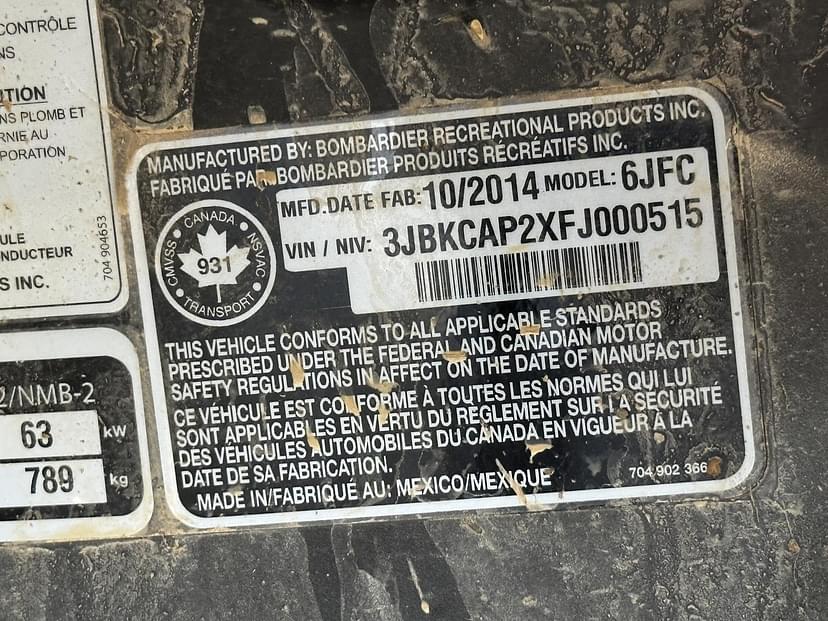 CONTRÔLE
NS
TION
NS PLOMB ET
RNIE AU
PORATION
ULE
ONDUCTEUR
S INC.
704 904653
2/NMB-2
63 kW
789 kg
MANUFACTURED BY: BOMBARDIER RECREATIONAL PRODUCTS INC.
FABRIQUÉ PAR: BOMBARDIER PRODUITS RÉCRÉATIFS INC.
MFD.DATE FAB: 10/2014 MODEL: 6JFC
VIN / NIV: 3JBKCAP2XFJ000515
CANADA
CMVSS 931 NSVAC
TRANSPORT
THIS VEHICLE CONFORMS TO ALL APPLICABLE STANDARDS
PRESCRIBED UNDER THE FEDERAL AND CANADIAN MOTOR
SAFETY REGULATIONS IN AFFECT ON THE DATE OF MANUFACTURE.
CE VÉHICULE EST CONFORME À TOUTES LES NORMES QUI LUI
SONT APPLICABLES EN VERTU DU RÈGLEMENT SUR LA SÉCURITÉ
DES VÉHICULES AUTOMOBILES DU CANADA EN VIGUEUR À LA
DATE DE SA FABRICATION.
MADE IN/FABRIQUÉ AU: MEXICO/MEXIQUE
704 902 366